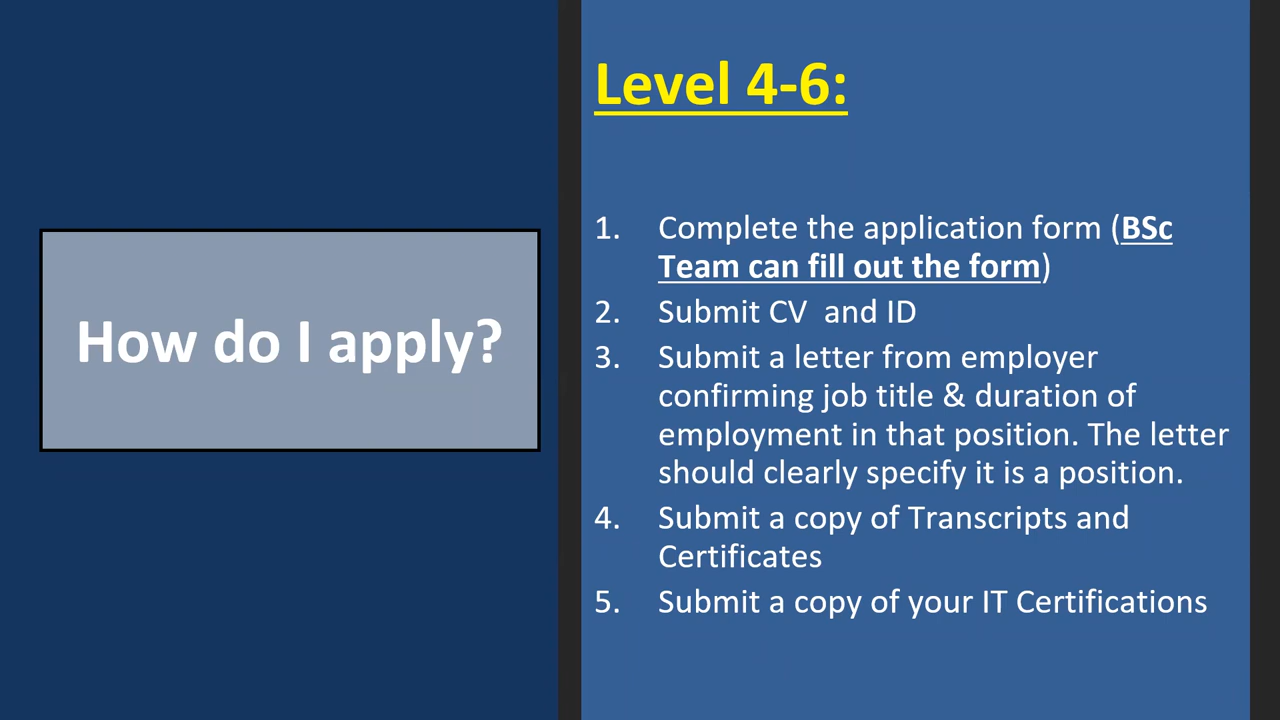 How do I apply?
Level 4-6:
1. Complete the application form (BSc
Team can fill out the form)
2. Submit CV  and ID
3. Submit a letter from employer
confirming job title & duration of
employment in that position. The letter
should clearly specify it is a position.
4. Submit a copy of Transcripts and
Certificates
5. Submit a copy of your IT Certifications